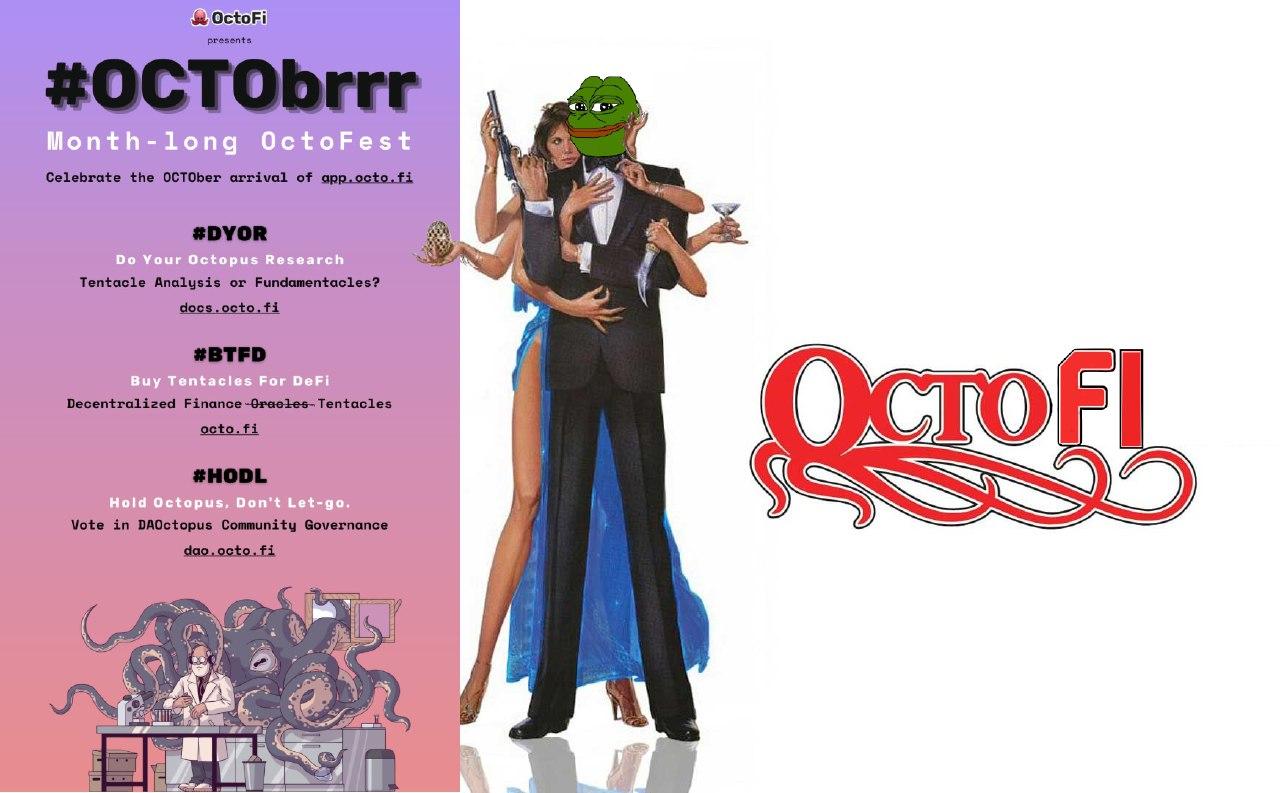 OctoFi
presents
#OCTObrrr
Month-long OctoFest
Celebrate the OCTOber arrival of app.octo.fi
#DYOR
Do Your Octopus Research
Tentacle Analysis or Fundamentacles?
docs.octo.fi
#BTFD
Buy Tentacles For DeFi
Decentralized Finance Oracles Tentacles
octo.fi
#HODL
Hold Octopus, Don't Let-go.
Vote in DAOctopus Community Governance
dao.octo.fi
OCTOFI